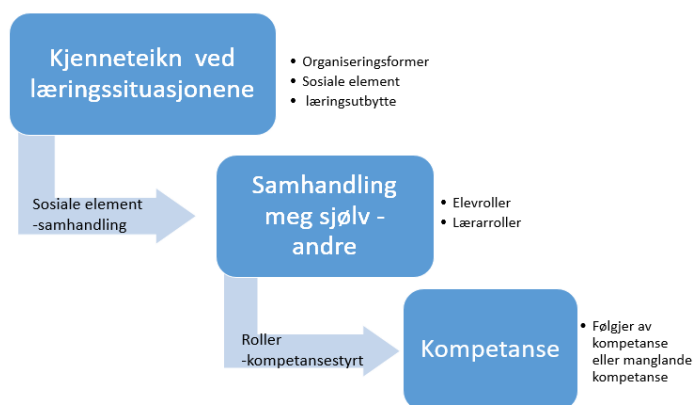 Kjenneteikn ved
læringssituasjonene
• Organiseringsformer
• Sosiale element
• læringsutbytte
Sosiale element
-samhandling
Samhandling
meg sjølv -
andre
• Elevroller
• Lærarroller
Roller
-kompetansestyrt
Kompetanse
• Følgjer av
kompetanse
eller manglande
kompetanse